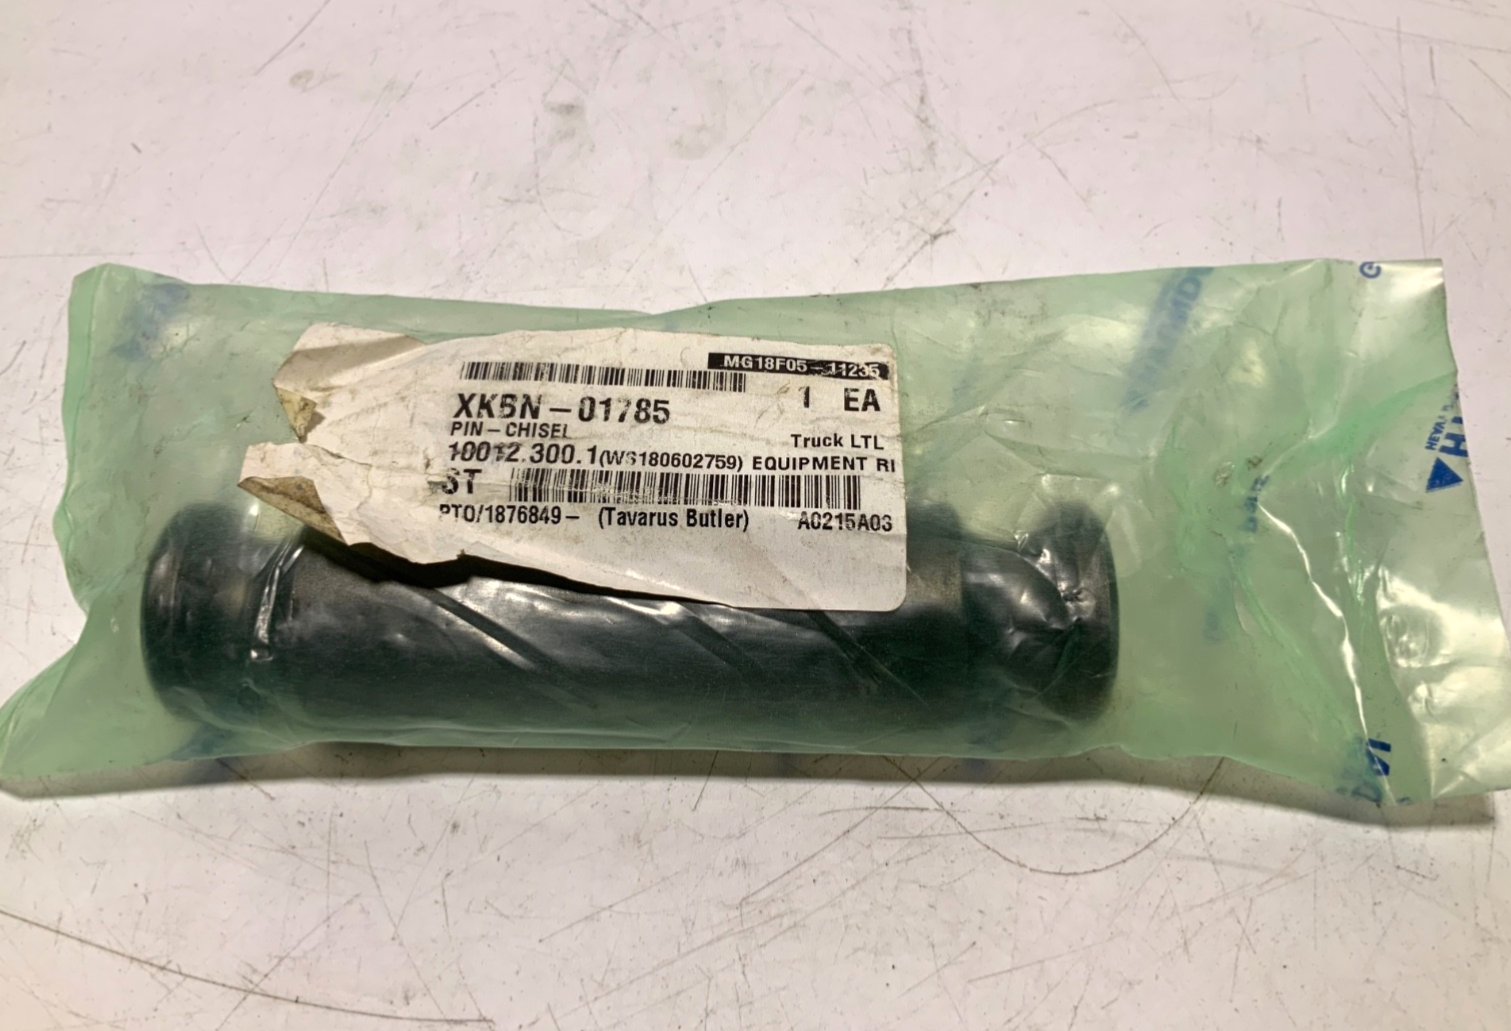 MG18F05-11235
1 EA
XKBN-01785
PIN-CHISEL
Truck LTL
10012.300.1(WS180602759) EQUIPMENT RI
ST
PTO/1876849- (Tavarus Butler) A0215A03